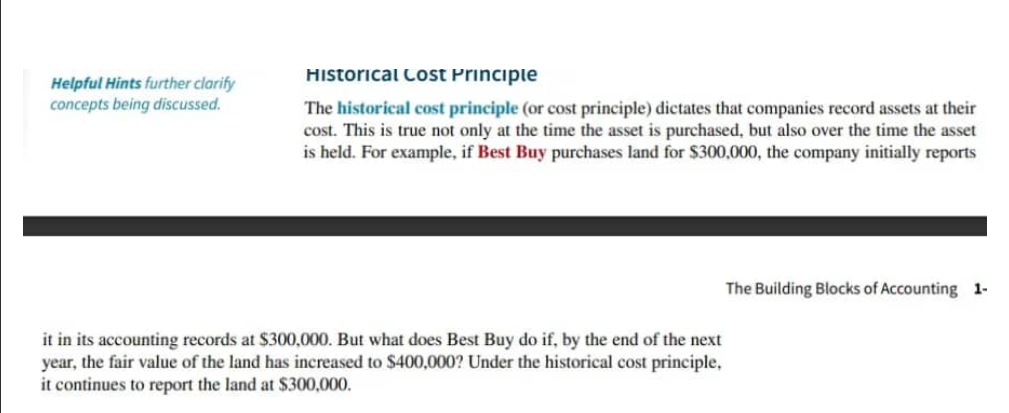 Helpful Hints further clarify
concepts being discussed.
Historical Cost Principle
The historical cost principle (or cost principle) dictates that companies record assets at their
cost. This is true not only at the time the asset is purchased, but also over the time the asset
is held. For example, if Best Buy purchases land for $300,000, the company initially reports
The Building Blocks of Accounting 1-
it in its accounting records at $300,000. But what does Best Buy do if, by the end of the next
year, the fair value of the land has increased to $400,000? Under the historical cost principle,
it continues to report the land at $300,000.